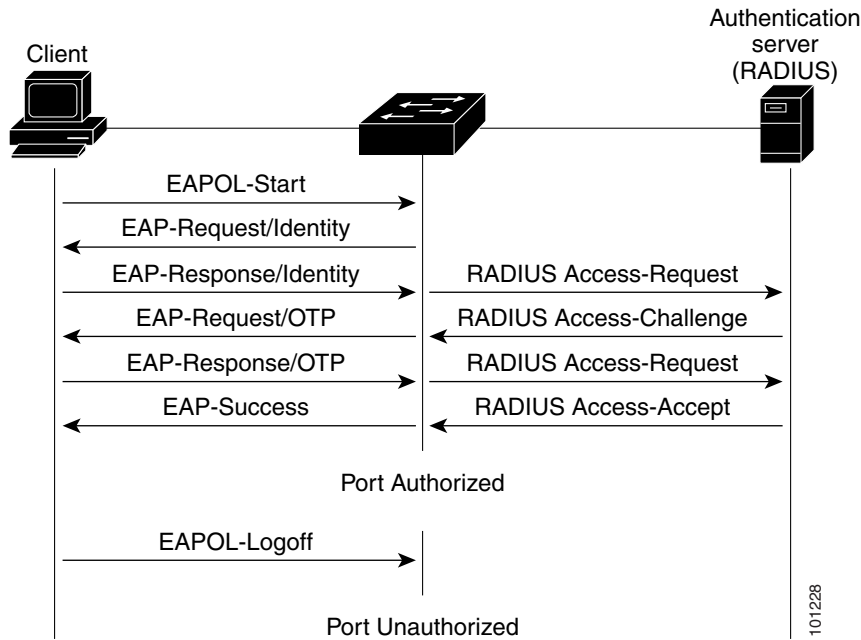 Client
Authentication
server
(RADIUS)
EAPOL-Start
EAP-Request/Identity
EAP-Response/Identity
RADIUS Access-Request
EAP-Request/OTP
RADIUS Access-Challenge
EAP-Response/OTP
RADIUS Access-Request
EAP-Success
RADIUS Access-Accept
Port Authorized
EAPOL-Logoff
Port Unauthorized
101228